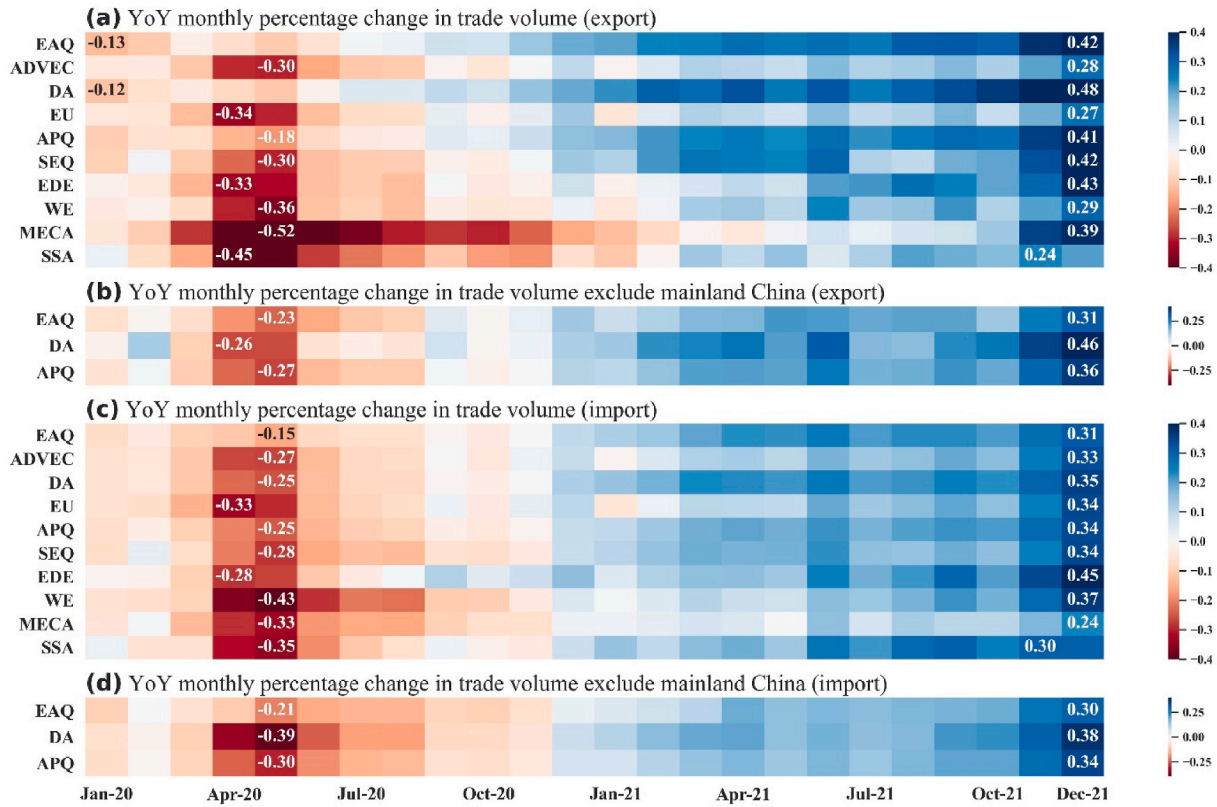 (a) YoY monthly percentage change in trade volume (export)
EAQ -0.13 0.42
ADVEC -0.30 0.28
DA -0.12 0.48
EU -0.34 0.27
APQ -0.18 0.41
SEQ -0.30 0.42
EDE -0.33 0.43
WE -0.36 0.29
MECA -0.52 0.39
SSA -0.45 0.24
0.4
0.3
0.2
0.1
0.0
−0.1
−0.2
−0.3
−0.4
(b) YoY monthly percentage change in trade volume exclude mainland China (export)
EAQ -0.23 0.31
DA -0.26 0.46
APQ -0.27 0.36
0.25
0.00
−0.25
(c) YoY monthly percentage change in trade volume (import)
EAQ -0.15 0.31
ADVEC -0.27 0.33
DA -0.25 0.35
EU -0.33 0.34
APQ -0.25 0.34
SEQ -0.28 0.34
EDE -0.28 0.45
WE -0.43 0.37
MECA -0.33 0.24
SSA -0.35 0.30
0.4
0.3
0.2
0.1
0.0
−0.1
−0.2
−0.3
−0.4
(d) YoY monthly percentage change in trade volume exclude mainland China (import)
EAQ -0.21 0.30
DA -0.39 0.38
APQ -0.30 0.34
0.25
0.00
−0.25
Jan-20 Apr-20 Jul-20 Oct-20 Jan-21 Apr-21 Jul-21 Oct-21 Dec-21